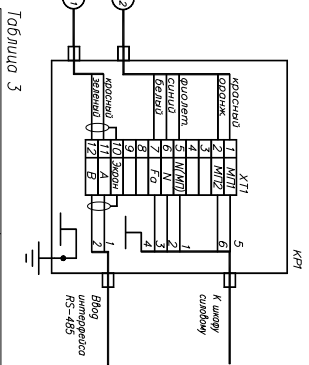 1
2
Таблица 3
КР1
ХТ1
красный
оранж.
фиолет.
синий
белый
красный
зеленый
1 МП1
2 МП2
3
4
5 N(МП)
6 N
7 Fa
8
9
10 Экран
11 A
12 B
5
6
1
2
3
4
1
2
К шкафу
силовому
Ввод
интерфейса
RS-485